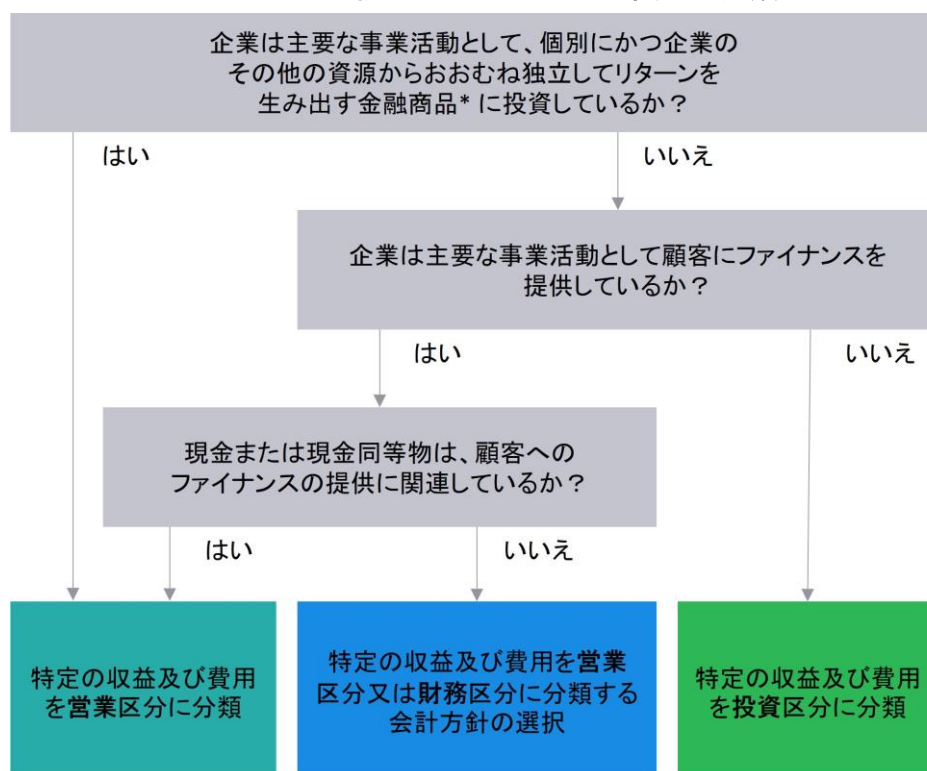 企業は主要な事業活動として、個別にかつ企業の
その他の資源からおおむね独立してリターンを
生み出す金融商品* に投資しているか？
はい
いいえ
企業は主要な事業活動として顧客にファイナンスを
提供しているか？
はい
いいえ
現金または現金同等物は、顧客への
ファイナンスの提供に関連しているか？
はい
いいえ
特定の収益及び費用
を営業区分に分類
特定の収益及び費用を営業
区分又は財務区分に分類する
会計方針の選択
特定の収益及び費用
を投資区分に分類